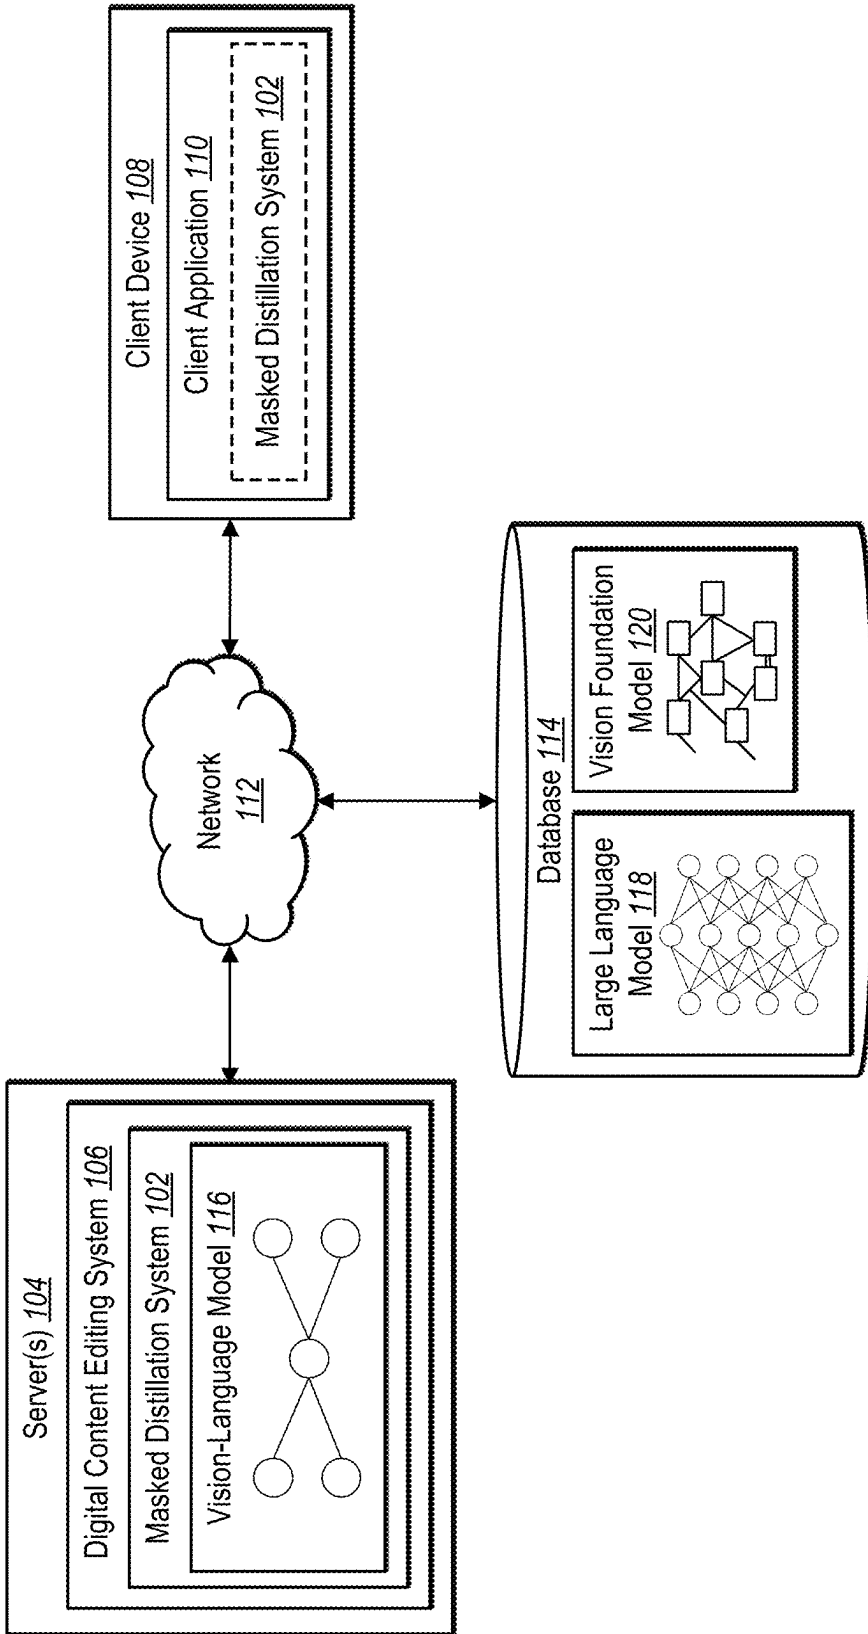 Server(s) 104
Digital Content Editing System 106
Masked Distillation System 102
Vision-Language Model 116
Network
112
Client Device 108
Client Application 110
Masked Distillation System 102
Database 114
Large Language
Model 118
Vision Foundation
Model 120